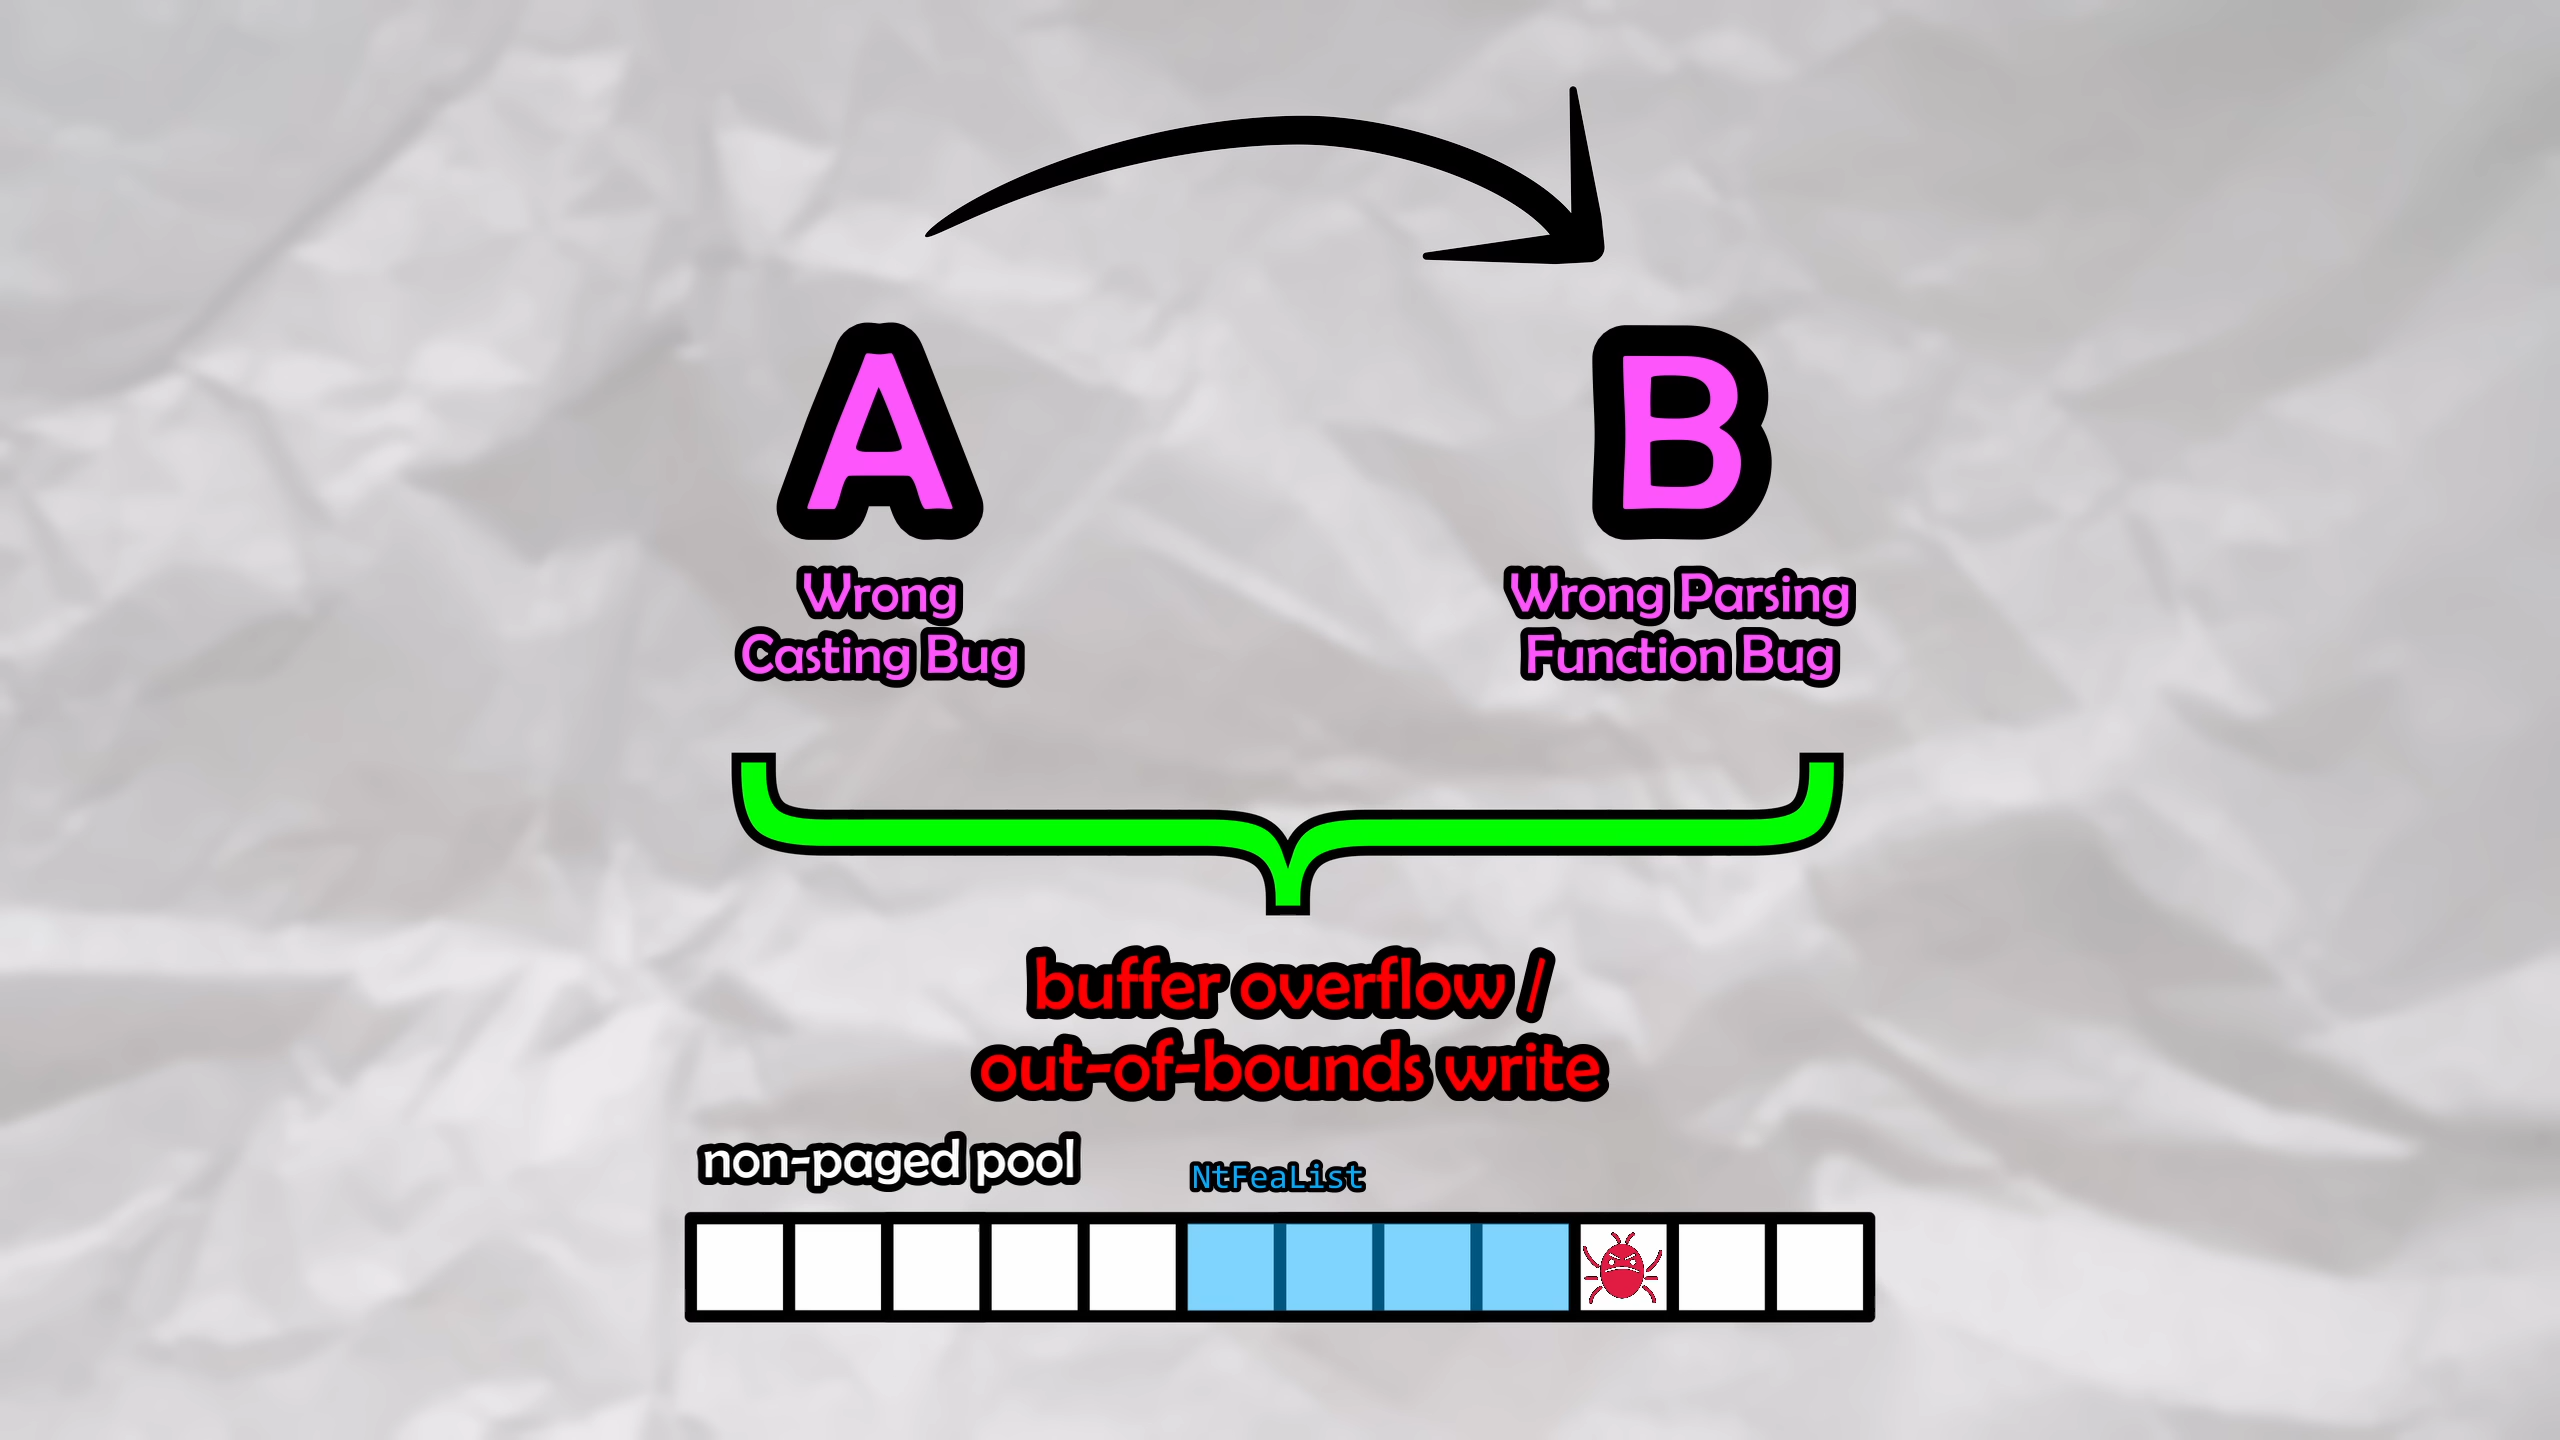 A
Wrong
Casting Bug
B
Wrong Parsing
Function Bug
buffer overflow /
out-of-bounds write
non-paged pool
NtFeaList